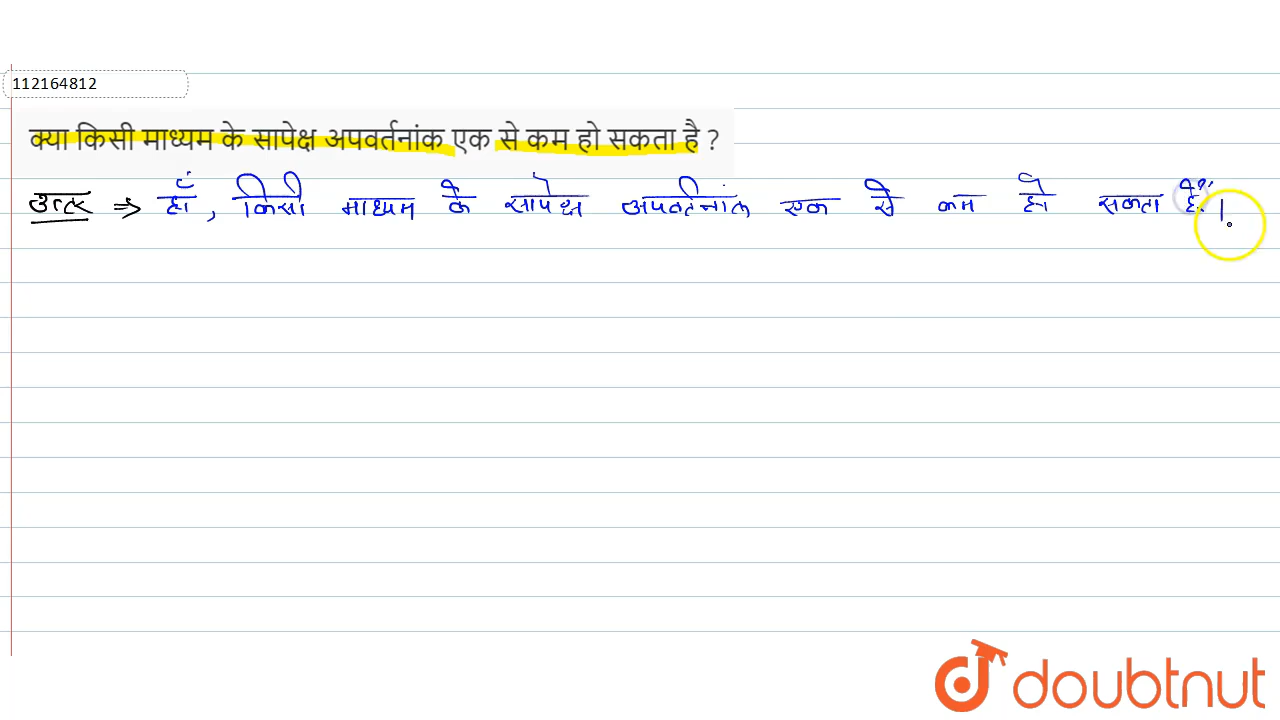 112164812
क्या किसी माध्यम के सापेक्ष अपवर्तनांक एक से कम हो सकता है ?
उत्तर ⇒ हाँ, किसी माध्यम के सापेक्ष अपवर्तनांक एक से कम हो सकता है।
doubtnut